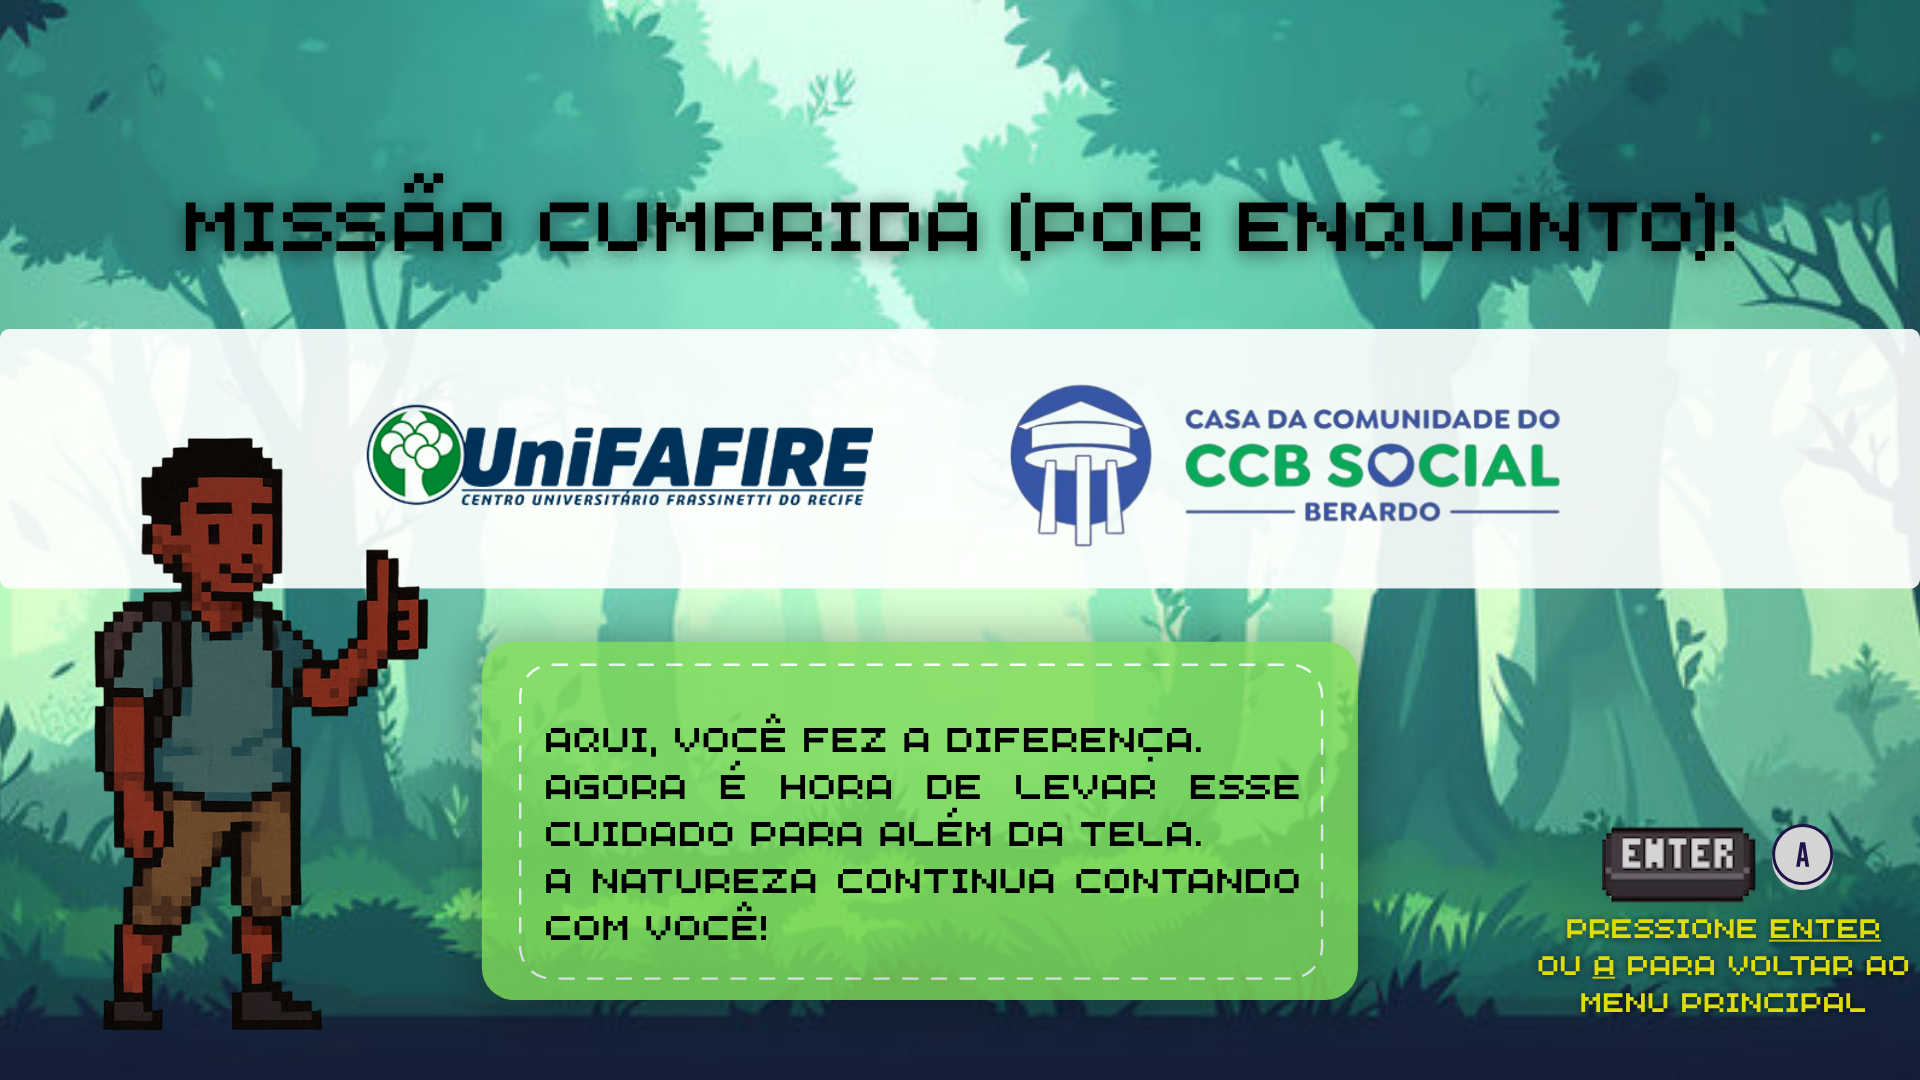 MISSÃO CUMPRIDA (POR ENQUANTO)!
UniFAFIRE
CENTRO UNIVERSITÁRIO FRASSINETTI DO RECIFE
CASA DA COMUNIDADE DO
CCB SOCIAL
BERARDO
AQUI, VOCÊ FEZ A DIFERENÇA.
AGORA É HORA DE LEVAR ESSE
CUIDADO PARA ALÉM DA TELA.
A NATUREZA CONTINUA CONTANDO
COM VOCÊ!
ENTER A
PRESSIONE ENTER
OU A PARA VOLTAR AO
MENU PRINCIPAL